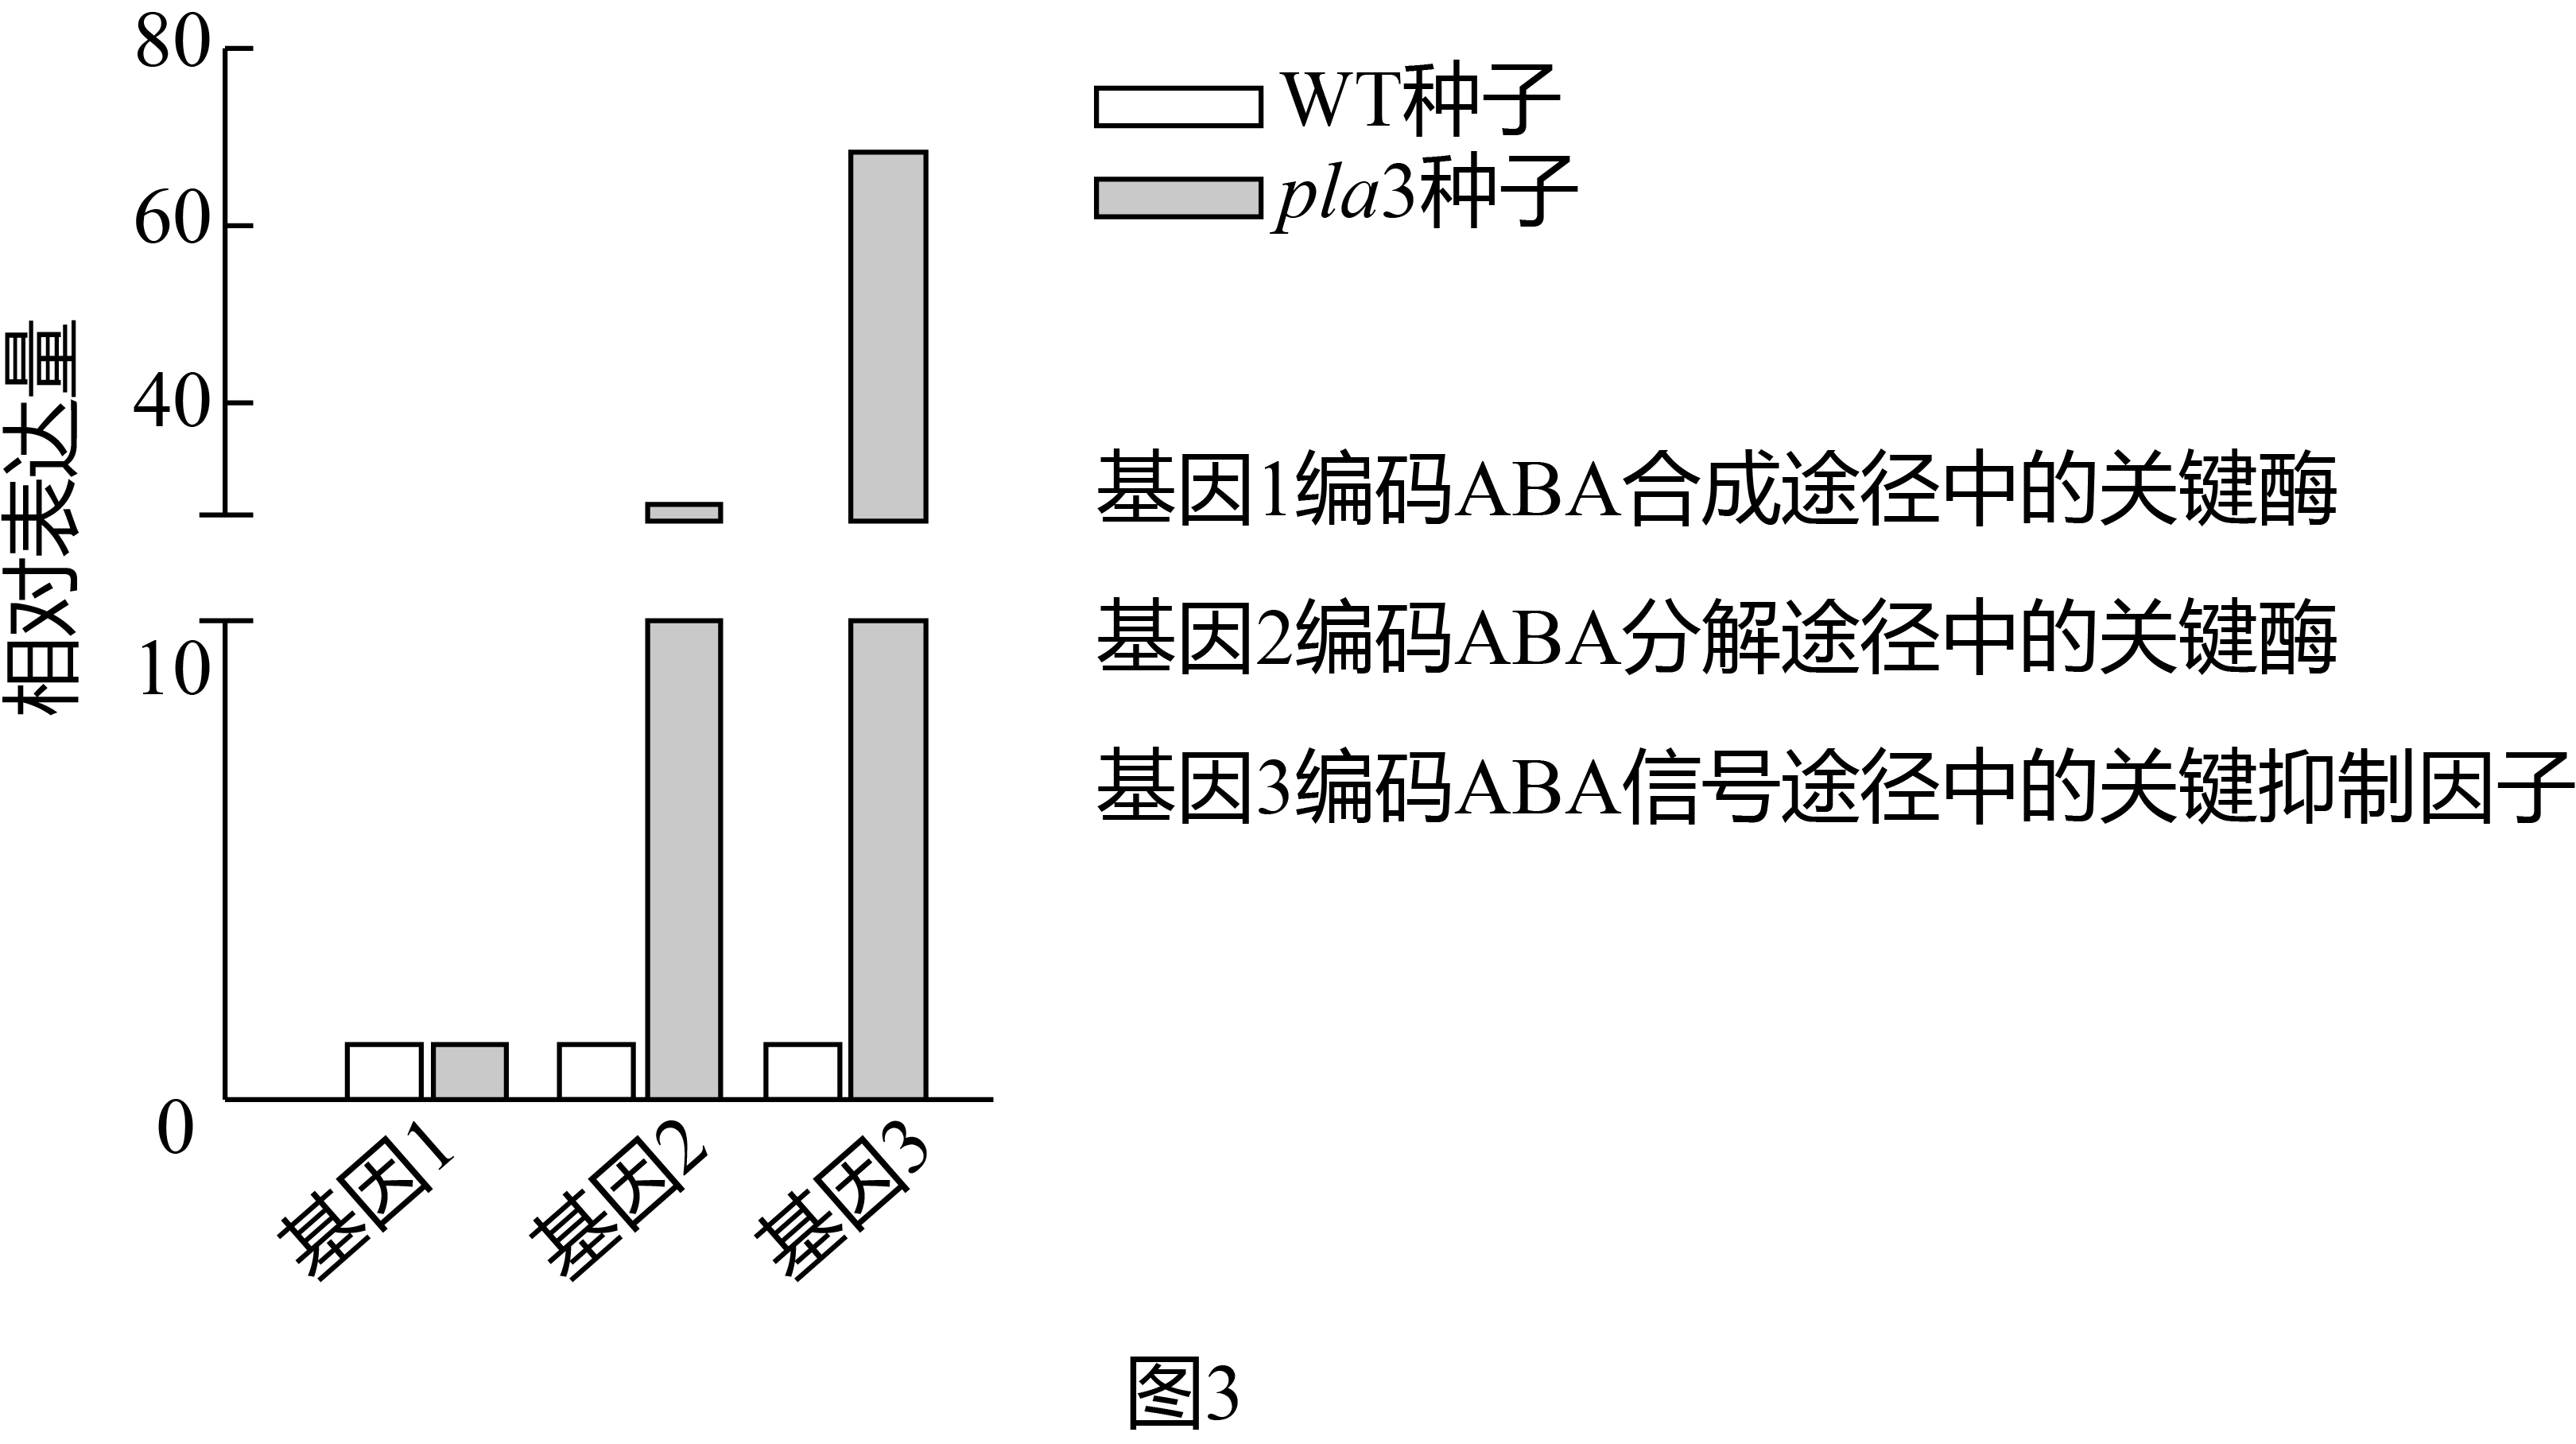 相对表达量
80
60
40
10
0
基因1
基因2
基因3
WT种子
pla3种子
基因1编码ABA合成途径中的关键酶
基因2编码ABA分解途径中的关键酶
基因3编码ABA信号途径中的关键抑制因子
图3